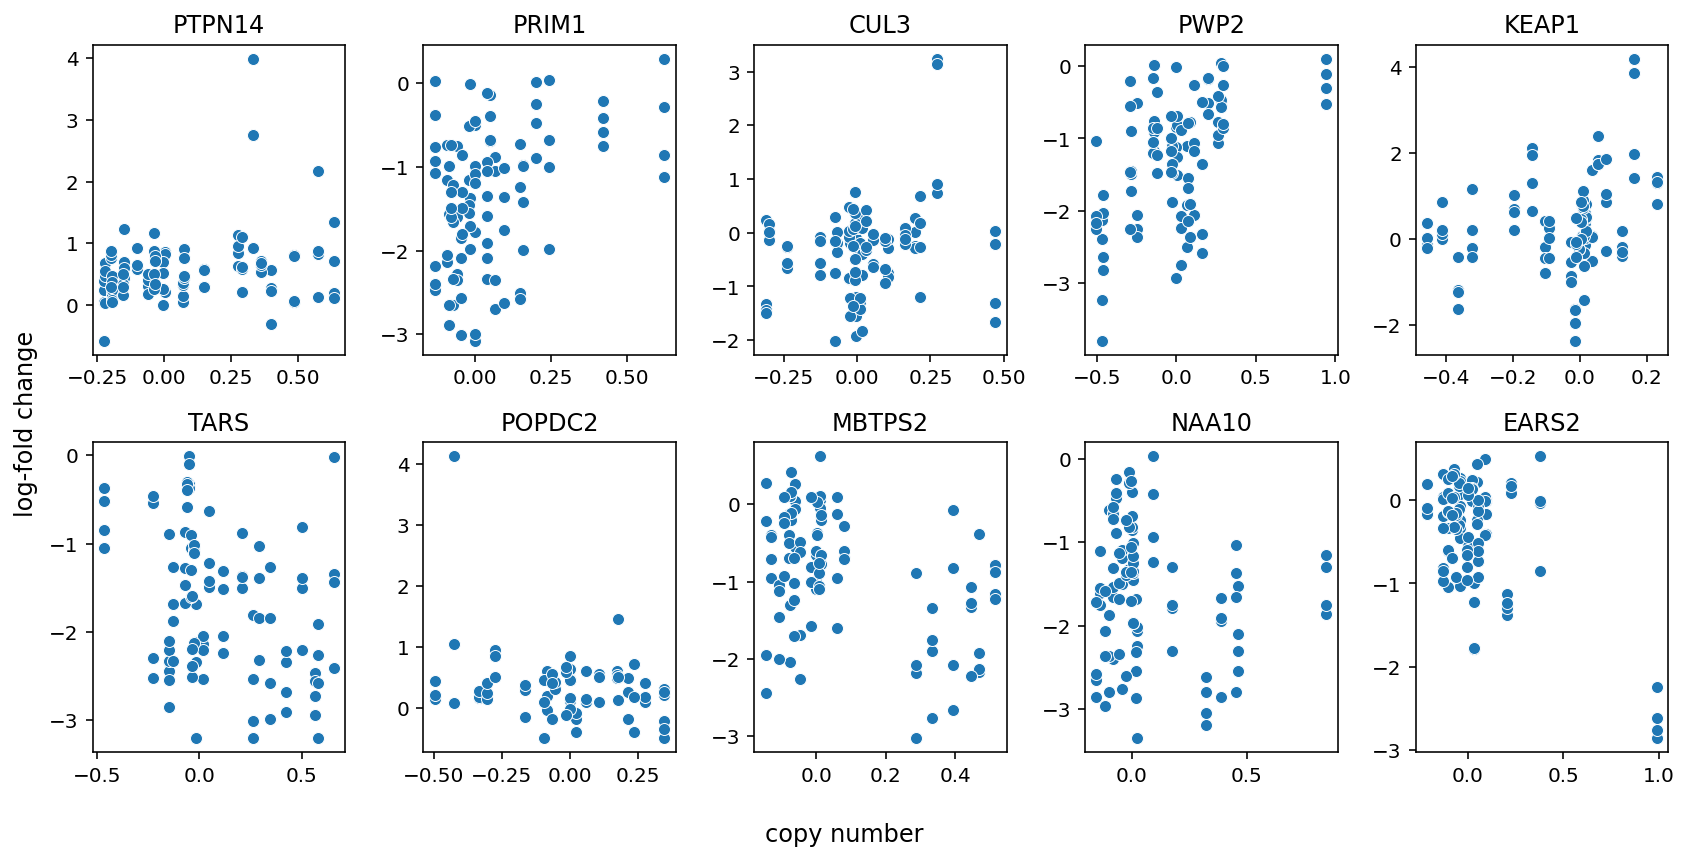 PTPN14 PRIM1 CUL3 PWP2 KEAP1
4 3 2 1 0
0 −1 −2 −3
3 2 1 0 −1 −2
0 −1 −2 −3
4 2 0 −2
−0.25 0.00 0.25 0.50
0.00 0.25 0.50
−0.25 0.00 0.25 0.50
−0.5 0.0 0.5 1.0
−0.4 −0.2 0.0 0.2
log-fold change
TARS POPDC2 MBTPS2 NAA10 EARS2
0 −1 −2 −3
4 3 2 1 0
0 −1 −2 −3
0 −1 −2 −3
0 −1 −2 −3
−0.5 0.0 0.5
−0.50 −0.25 0.00 0.25
0.0 0.2 0.4
0.0 0.5
0.0 0.5 1.0
copy number